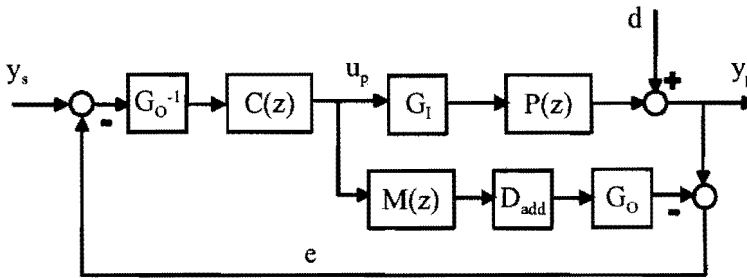 d
y_s
u_p
+
y_p
G_O^-1
C(z)
G_I
P(z)
-
M(z)
D_add
G_O
-
e